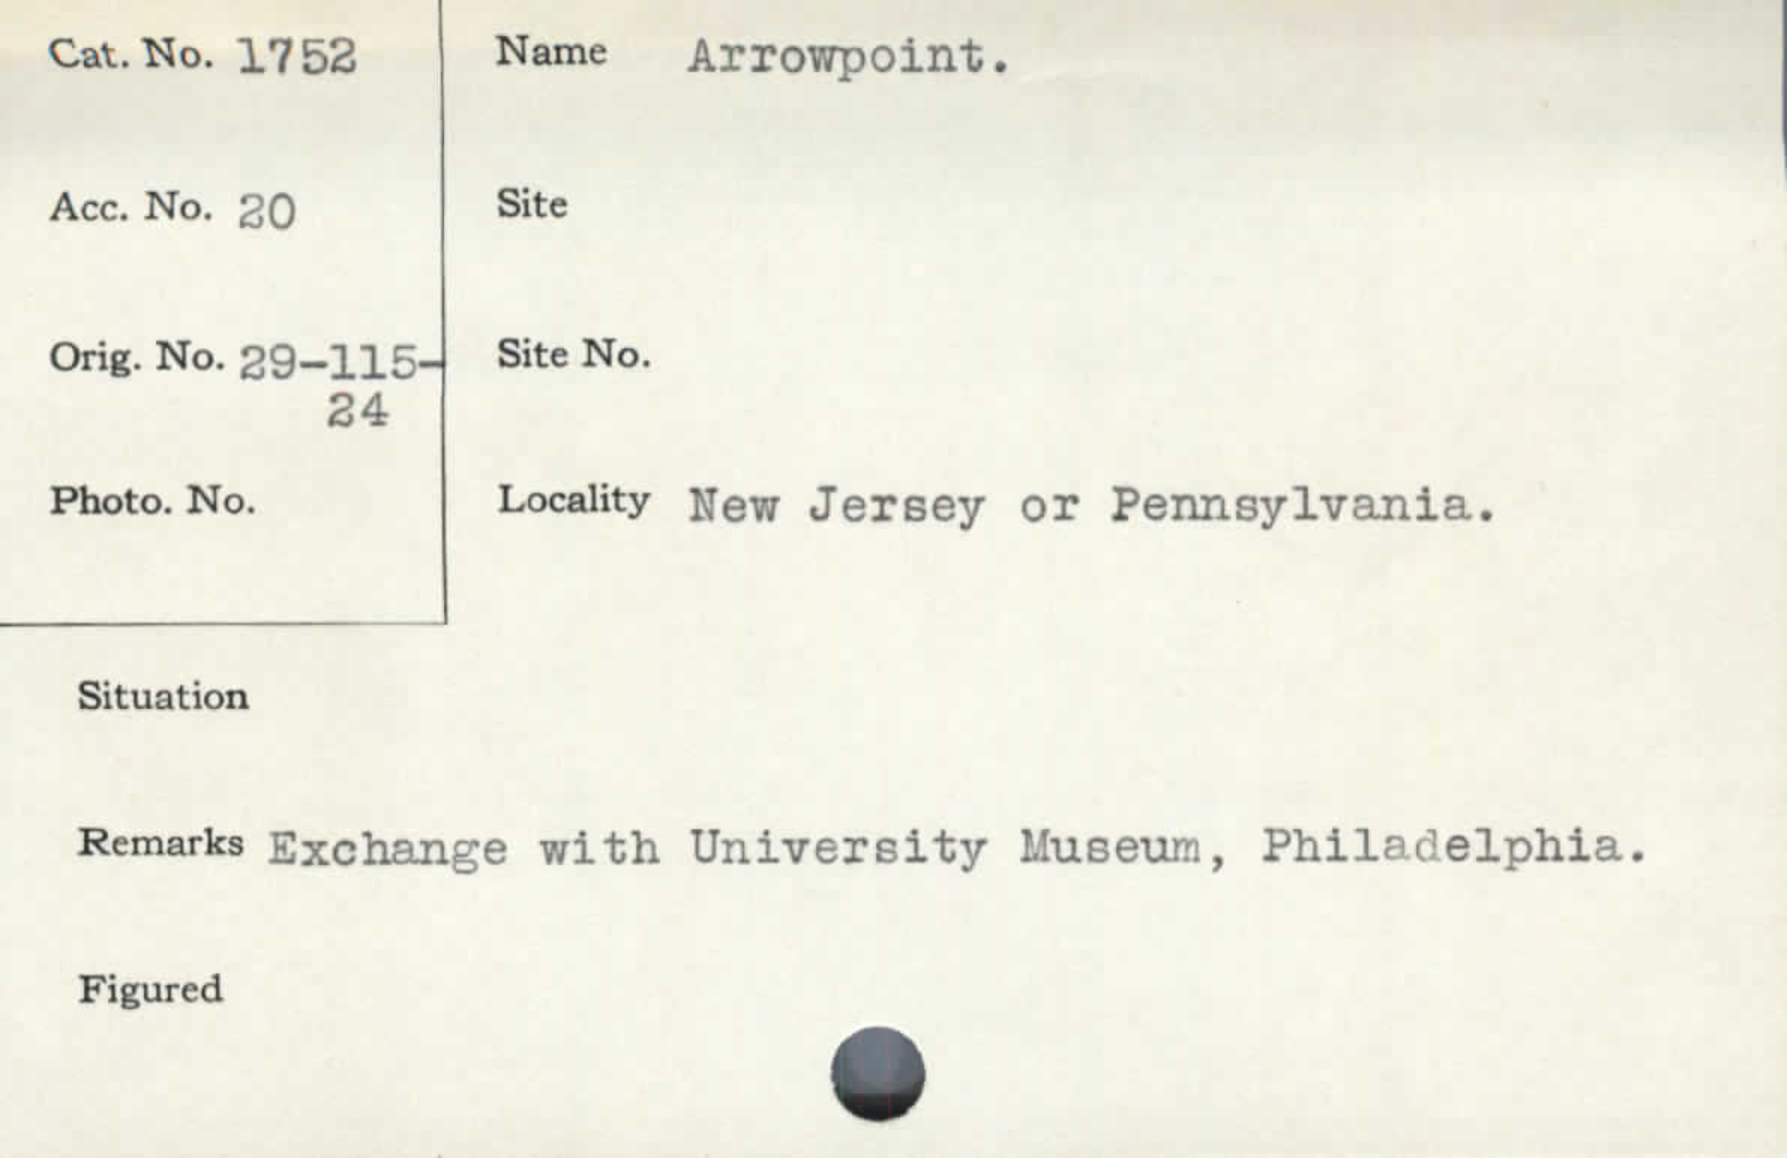 Cat. No. 1752
Acc. No. 20
Orig. No. 29-115-
24
Photo. No.
Name Arrowpoint.
Site
Site No.
Locality New Jersey or Pennsylvania.
Situation
Remarks Exchange with University Museum, Philadelphia.
Figured